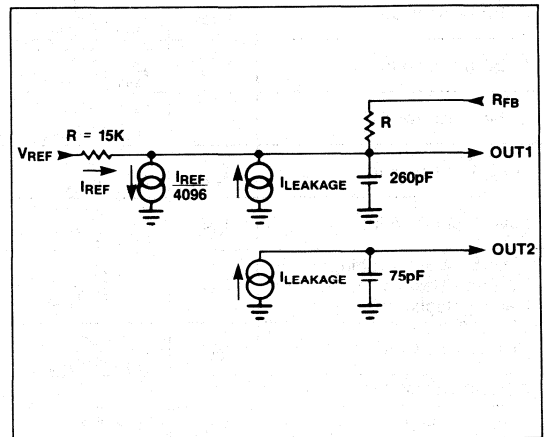 RFB
R
R = 15K
VREF
OUT1
IREF
IREF
4096
ILEAKAGE
260pF
OUT2
ILEAKAGE
75pF